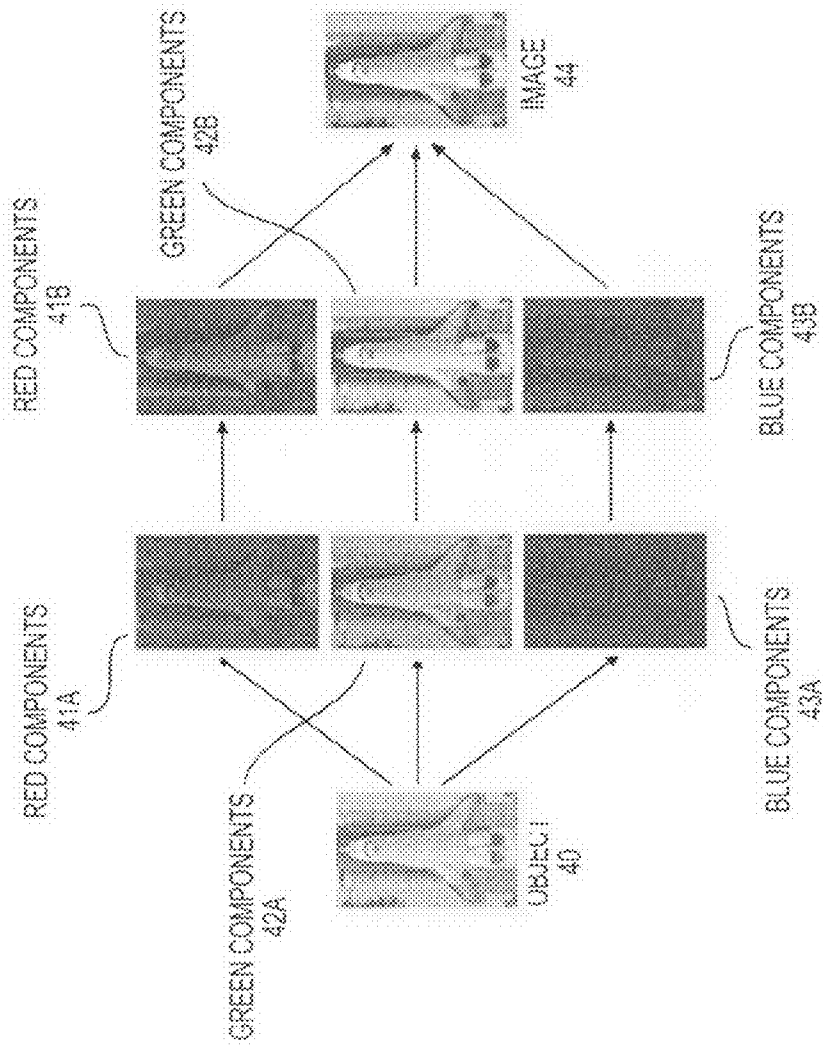 RED COMPONENTS
41A
RED COMPONENTS
41B
GREEN COMPONENTS
42A
GREEN COMPONENTS
42B
OBJECT
40
IMAGE
44
BLUE COMPONENTS
43A
BLUE COMPONENTS
43B